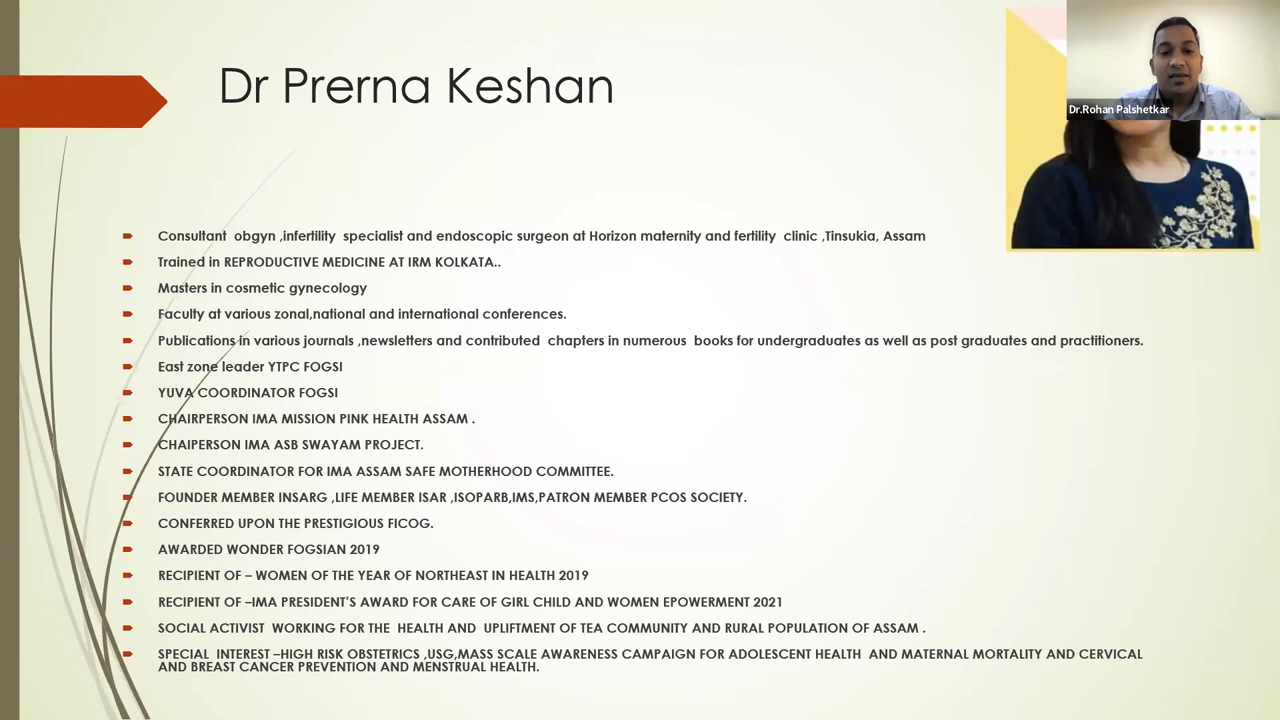 Dr Prerna Keshan
Dr.Rohan Palshetkar
Consultant obgyn ,infertility specialist and endoscopic surgeon at Horizon maternity and fertility clinic ,Tinsukia, Assam
Trained in REPRODUCTIVE MEDICINE AT IRM KOLKATA..
Masters in cosmetic gynecology
Faculty at various zonal,national and international conferences.
Publications in various journals ,newsletters and contributed chapters in numerous books for undergraduates as well as post graduates and practitioners.
East zone leader YTPC FOGSI
YUVA COORDINATOR FOGSI
CHAIRPERSON IMA MISSION PINK HEALTH ASSAM .
CHAIPERSON IMA ASB SWAYAM PROJECT.
STATE COORDINATOR FOR IMA ASSAM SAFE MOTHERHOOD COMMITTEE.
FOUNDER MEMBER INSARG ,LIFE MEMBER ISAR ,ISOPARB,IMS,PATRON MEMBER PCOS SOCIETY.
CONFERRED UPON THE PRESTIGIOUS FICOG.
AWARDED WONDER FOGSIAN 2019
RECIPIENT OF – WOMEN OF THE YEAR OF NORTHEAST IN HEALTH 2019
RECIPIENT OF –IMA PRESIDENT'S AWARD FOR CARE OF GIRL CHILD AND WOMEN EPOWERMENT 2021
SOCIAL ACTIVIST WORKING FOR THE HEALTH AND UPLIFTMENT OF TEA COMMUNITY AND RURAL POPULATION OF ASSAM .
SPECIAL INTEREST –HIGH RISK OBSTETRICS ,USG,MASS SCALE AWARENESS CAMPAIGN FOR ADOLESCENT HEALTH AND MATERNAL MORTALITY AND CERVICAL
AND BREAST CANCER PREVENTION AND MENSTRUAL HEALTH.